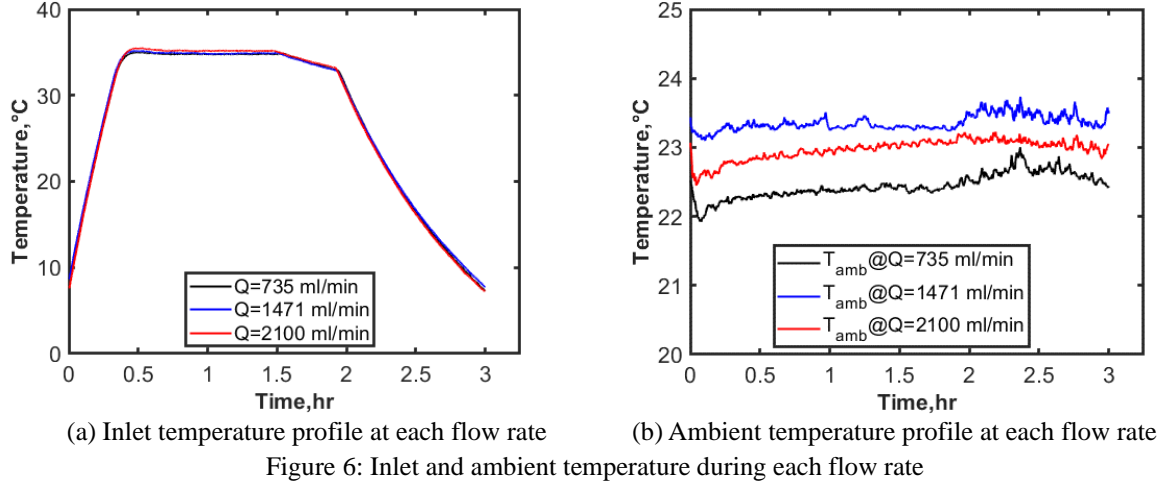 40
30
20
10
0
Temperature,°C
Q=735 ml/min
Q=1471 ml/min
Q=2100 ml/min
0 0.5 1 1.5 2 2.5 3
Time,hr
(a) Inlet temperature profile at each flow rate
25
24
23
22
21
20
Temperature,°C
T_amb@Q=735 ml/min
T_amb@Q=1471 ml/min
T_amb@Q=2100 ml/min
0 0.5 1 1.5 2 2.5 3
Time,hr
(b) Ambient temperature profile at each flow rate
Figure 6: Inlet and ambient temperature during each flow rate